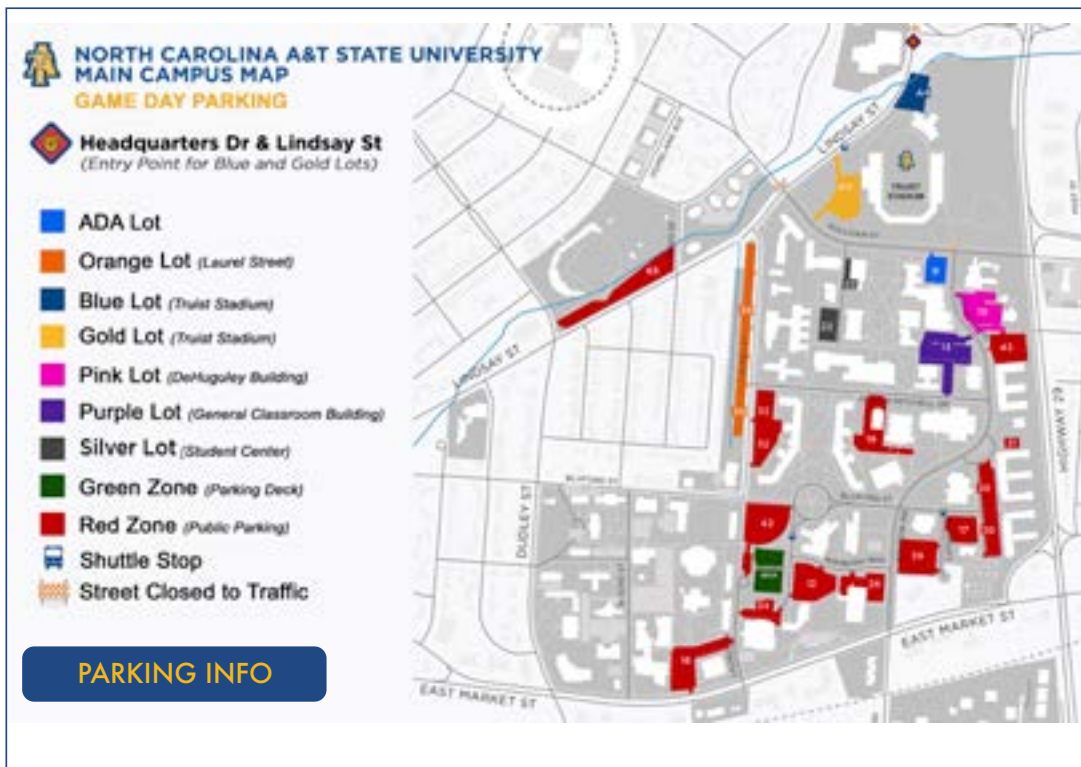 NORTH CAROLINA A&T STATE UNIVERSITY
MAIN CAMPUS MAP
GAME DAY PARKING
Headquarters Dr & Lindsay St
(Entry Point for Blue and Gold Lots)
ADA Lot
Orange Lot (Laurel Street)
Blue Lot (Truist Stadium)
Gold Lot (Truist Stadium)
Pink Lot (DeHuguley Building)
Purple Lot (General Classroom Building)
Silver Lot (Student Center)
Green Zone (Parking Deck)
Red Zone (Public Parking)
Shuttle Stop
Street Closed to Traffic
PARKING INFO
LINDSAY ST
TRUIST
STADIUM
LINDSAY ST
DUDLEY ST
HIGHWAY 29
EAST MARKET ST
EAST MARKET ST
42
12
17
18